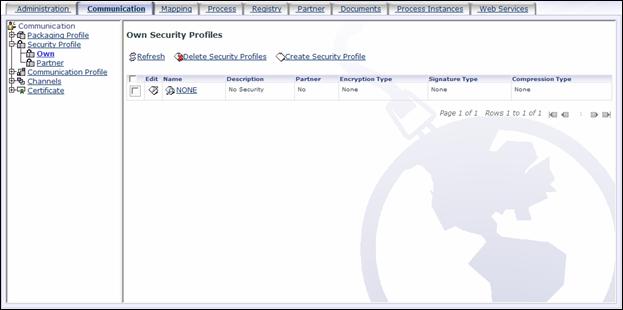 Administration Communication Mapping Process Registry Partner Documents Process Instances Web Services
Communication
Packaging Profile
Security Profile
Own
Partner
Communication Profile
Channels
Certificate
Own Security Profiles
Refresh Delete Security Profiles Create Security Profile
Edit Name Description Partner Encryption Type Signature Type Compression Type
NONE No Security No None None None
Page 1 of 1 Rows 1 to 1 of 1